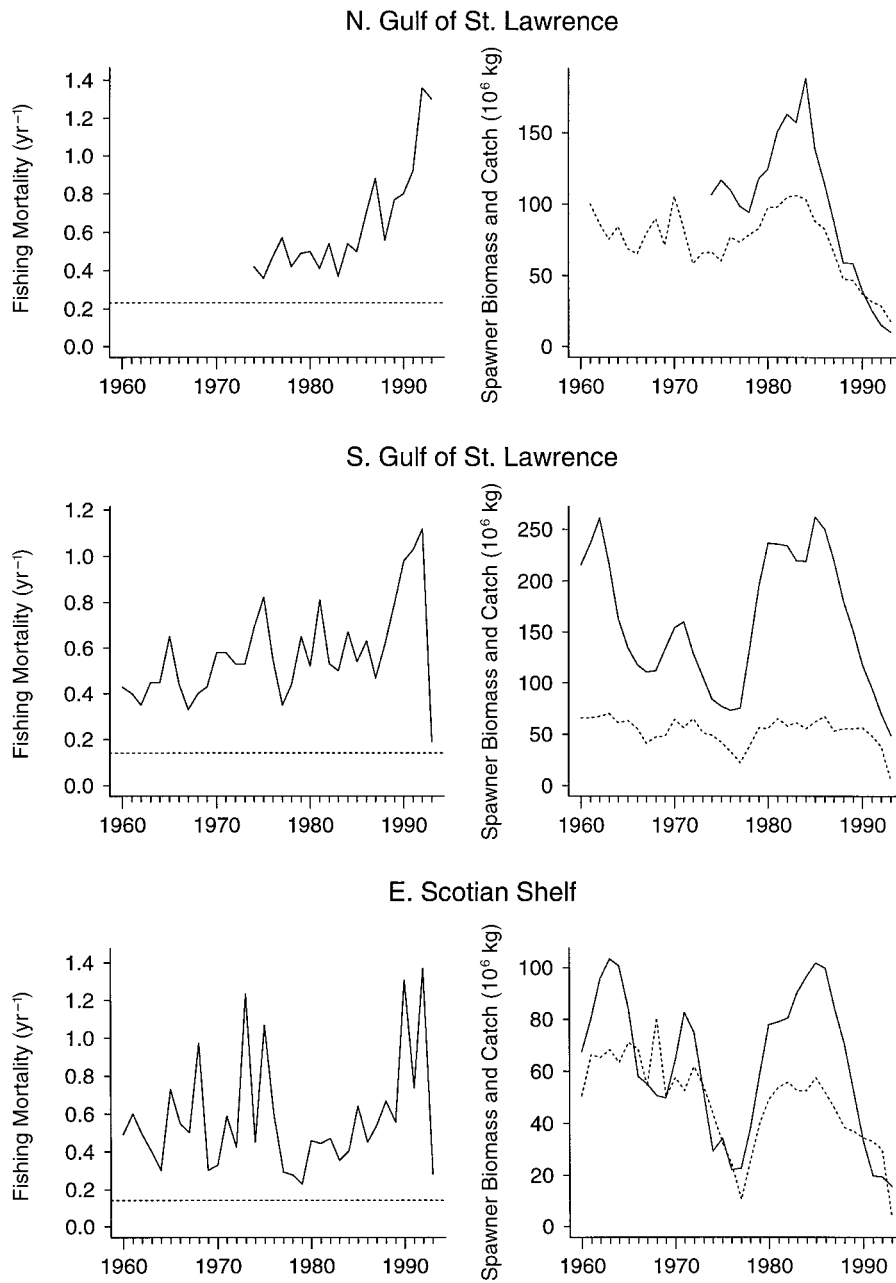 N. Gulf of St. Lawrence
Fishing Mortality (yr⁻¹)
1.4
1.2
1.0
0.8
0.6
0.4
0.2
0.0
1960 1970 1980 1990
Spawner Biomass and Catch (10⁶ kg)
150
100
50
0
1960 1970 1980 1990
S. Gulf of St. Lawrence
Fishing Mortality (yr⁻¹)
1.2
1.0
0.8
0.6
0.4
0.2
0.0
1960 1970 1980 1990
Spawner Biomass and Catch (10⁶ kg)
250
200
150
100
50
0
1960 1970 1980 1990
E. Scotian Shelf
Fishing Mortality (yr⁻¹)
1.4
1.2
1.0
0.8
0.6
0.4
0.2
0.0
1960 1970 1980 1990
Spawner Biomass and Catch (10⁶ kg)
100
80
60
40
20
0
1960 1970 1980 1990